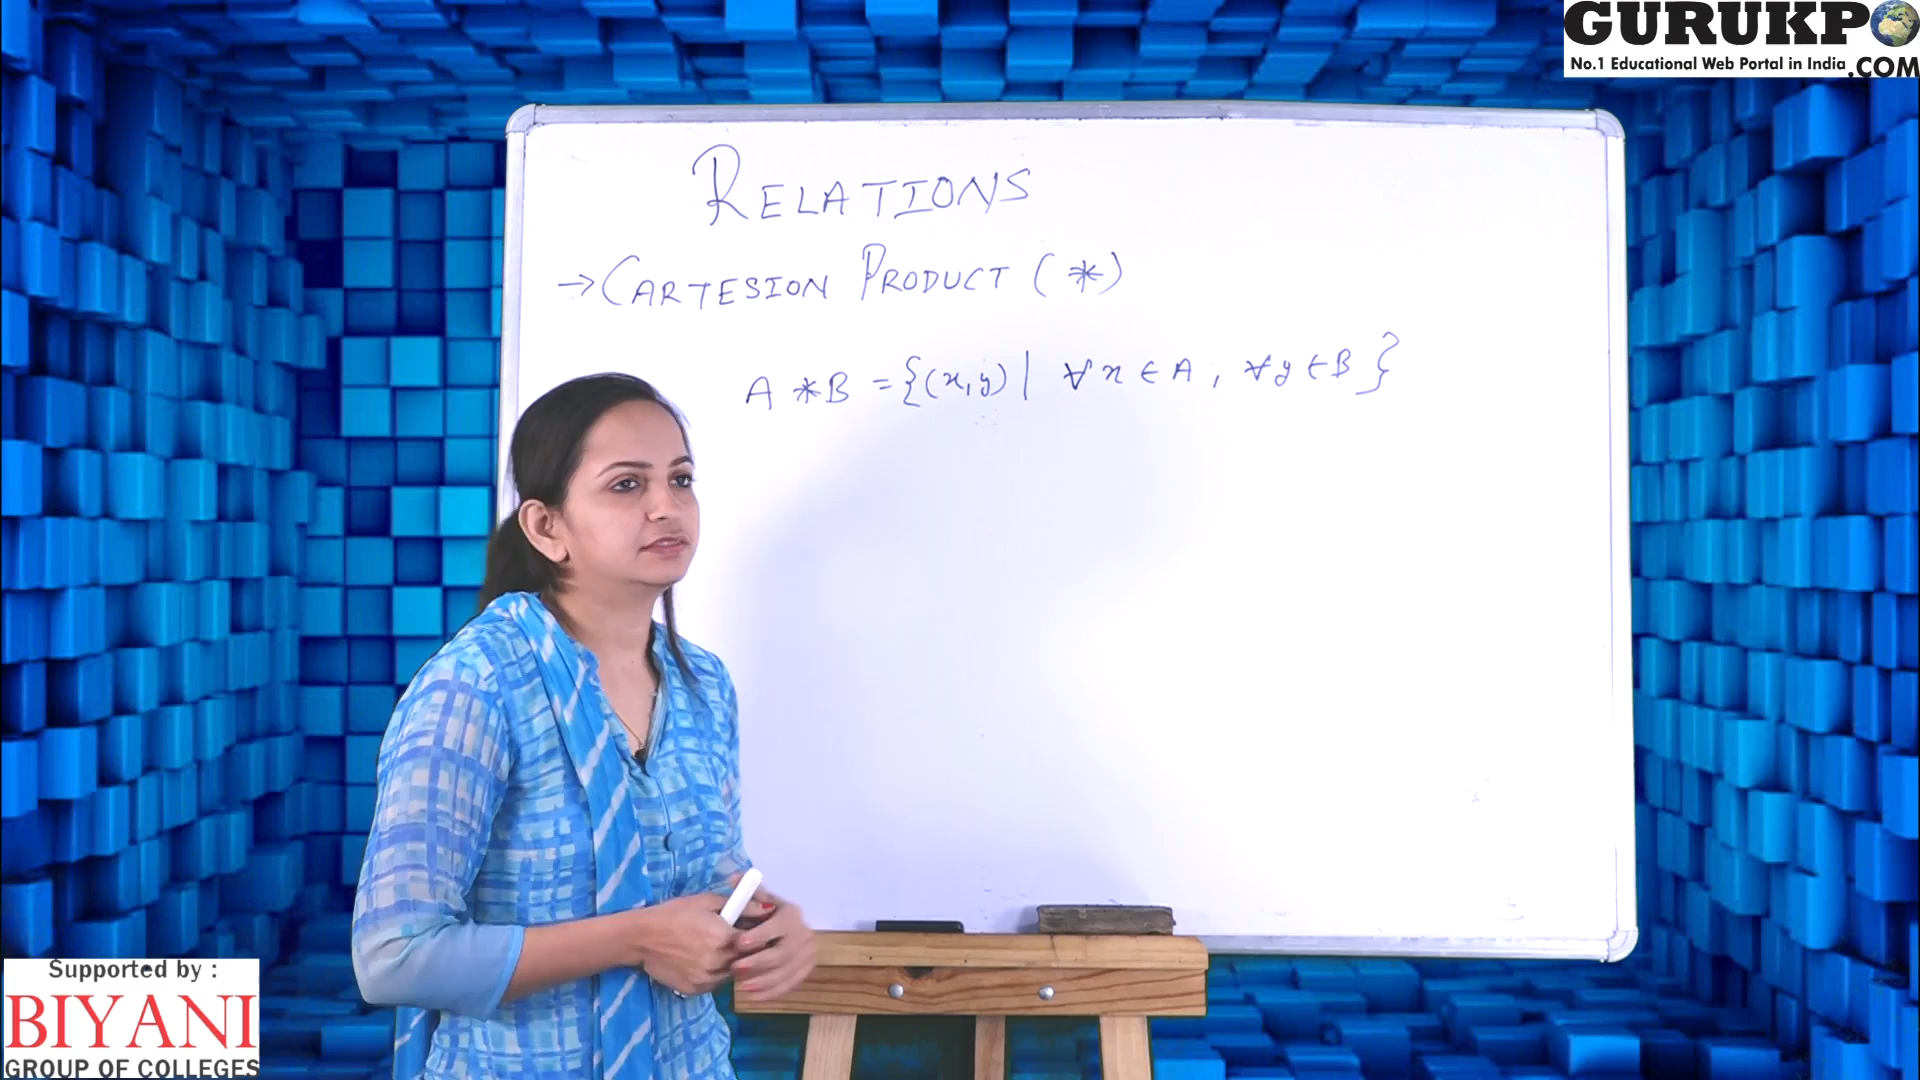 GURUKPO
No.1 Educational Web Portal in India .COM
RELATIONS
→ CARTESION PRODUCT (*)
A * B = {(x, y) | ∀ x ∈ A , ∀ y ∈ B }
Supported by :
BIYANI
GROUP OF COLLEGES